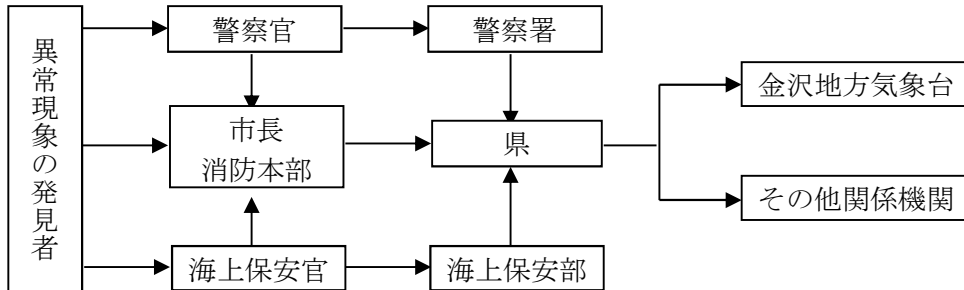 異常現象の発見者
警察官
警察署
市長
消防本部
県
海上保安官
海上保安部
金沢地方気象台
その他関係機関